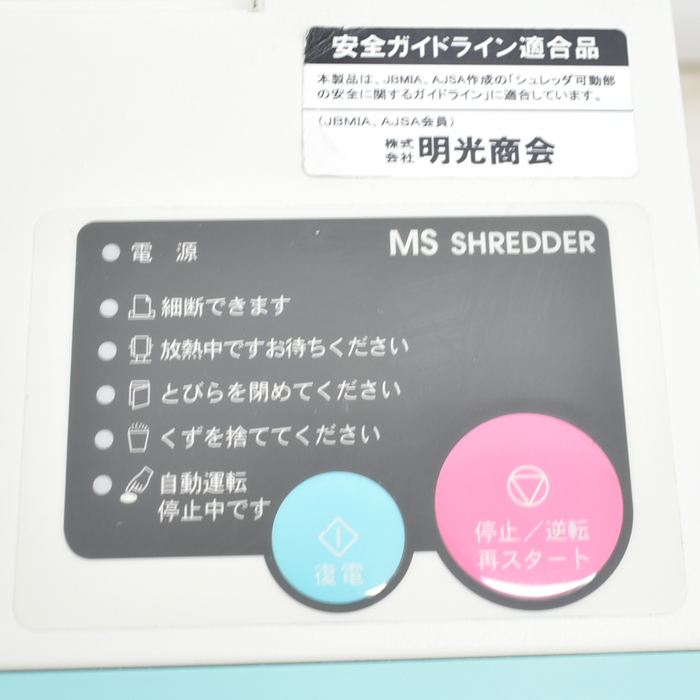 安全ガイドライン適合品
本製品は、JBMIA、AJSA作成の「シュレッダ可動部
の安全に関するガイドライン」に適合しています。
(JBMIA、AJSA会員)
株式会社 明光商会
MS SHREDDER
電 源
細断できます
放熱中ですお待ちください
とびらを閉めてください
くずを捨ててください
自動運転
停止中です
復電
停止/逆転
再スタート